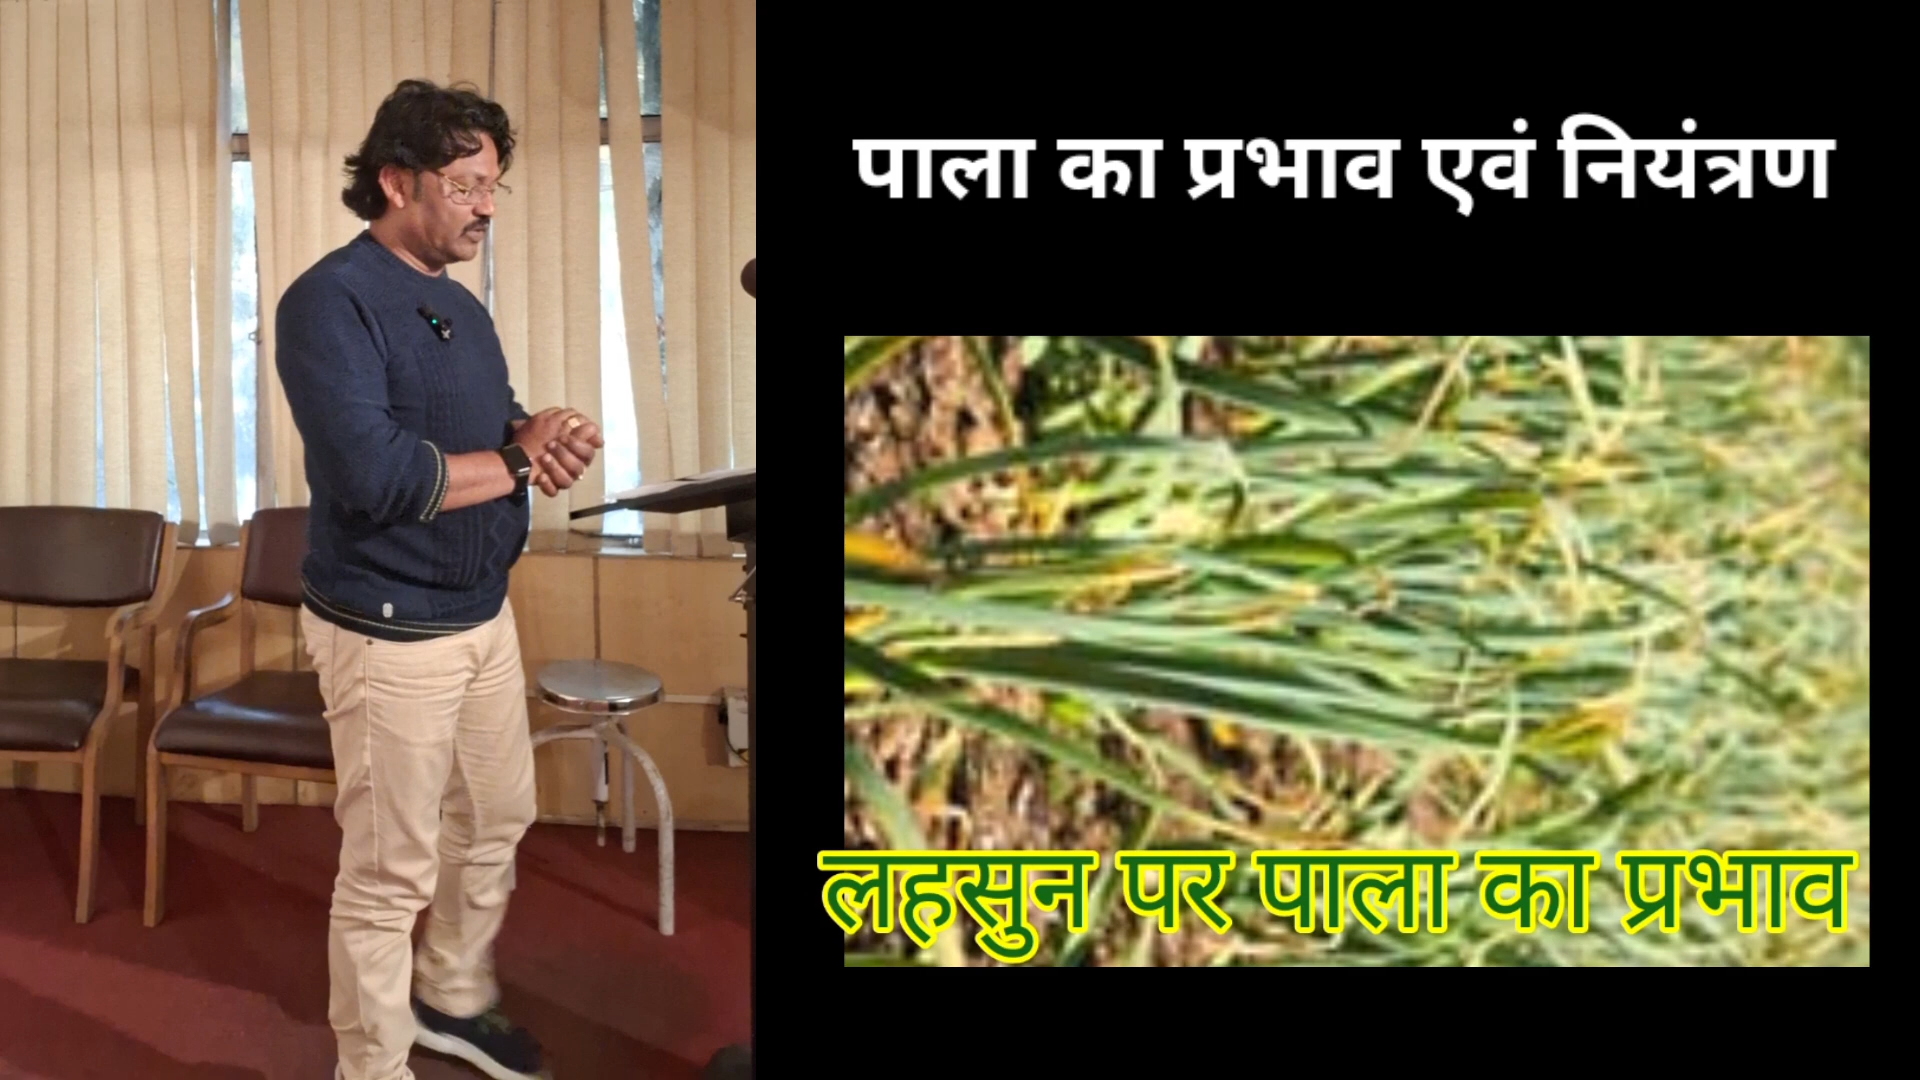 पाला का प्रभाव एवं नियंत्रण
लहसुन पर पाला का प्रभाव